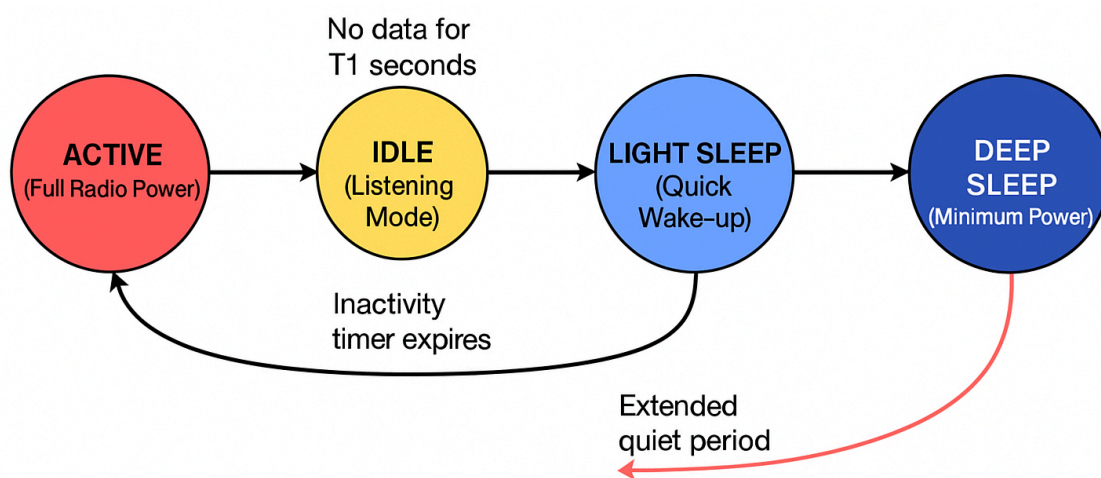 No data for
T1 seconds
ACTIVE
(Full Radio Power)
IDLE
(Listening
Mode)
LIGHT SLEEP
(Quick
Wake-up)
DEEP
SLEEP
(Minimum Power)
Inactivity
timer expires
Extended
quiet period